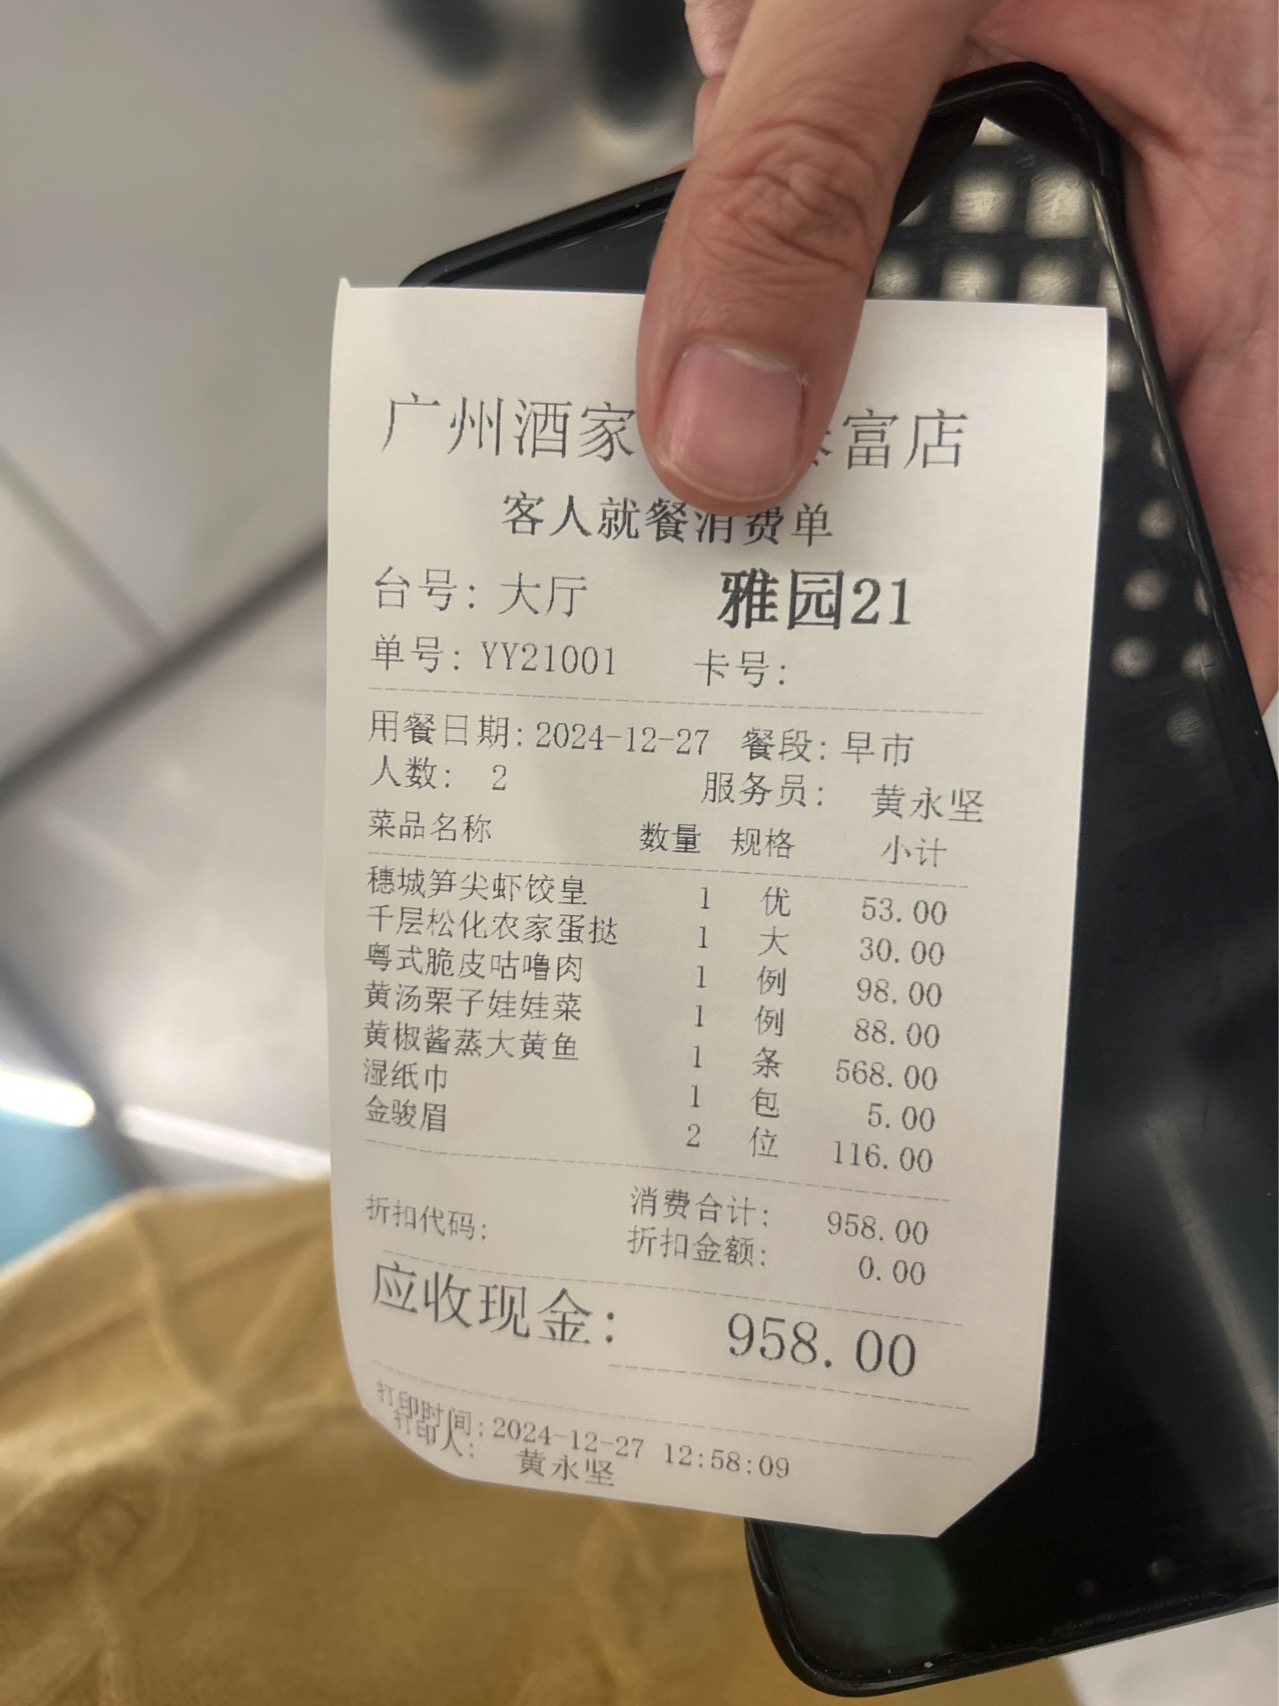 广州酒家 富店
客人就餐消费单
台号: 大厅 雅园21
单号: YY21001 卡号:
用餐日期: 2024-12-27 餐段: 早市
人数: 2 服务员: 黄永坚
菜品名称 数量 规格 小计
穗城笋尖虾饺皇 1 优 53.00
千层松化农家蛋挞 1 大 30.00
粤式脆皮咕噜肉 1 例 98.00
黄汤栗子娃娃菜 1 例 88.00
黄椒酱蒸大黄鱼 1 条 568.00
湿纸巾 1 包 5.00
金骏眉 2 位 116.00
消费合计: 958.00
折扣代码: 折扣金额: 0.00
应收现金: 958.00
打印时间: 2024-12-27 12:58:09
打印人: 黄永坚